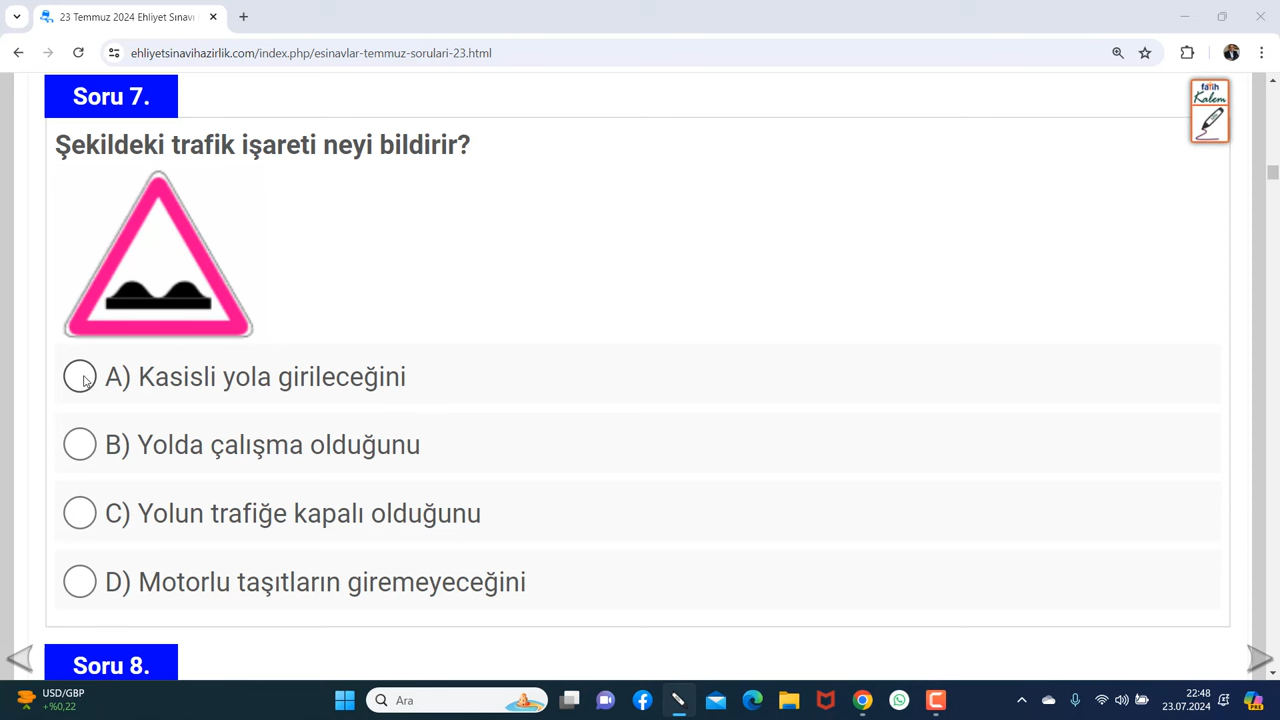 23 Temmuz 2024 Ehliyet Sınavı
ehliyetsinavihazirlik.com/index.php/esinavlar-temmuz-sorulari-23.html
Soru 7.
fatih
Kalem
Şekildeki trafik işareti neyi bildirir?
A) Kasisli yola girileceğini
B) Yolda çalışma olduğunu
C) Yolun trafiğe kapalı olduğunu
D) Motorlu taşıtların giremeyeceğini
Soru 8.
USD/GBP
+%0,22
Ara
22:48
23.07.2024
PRE